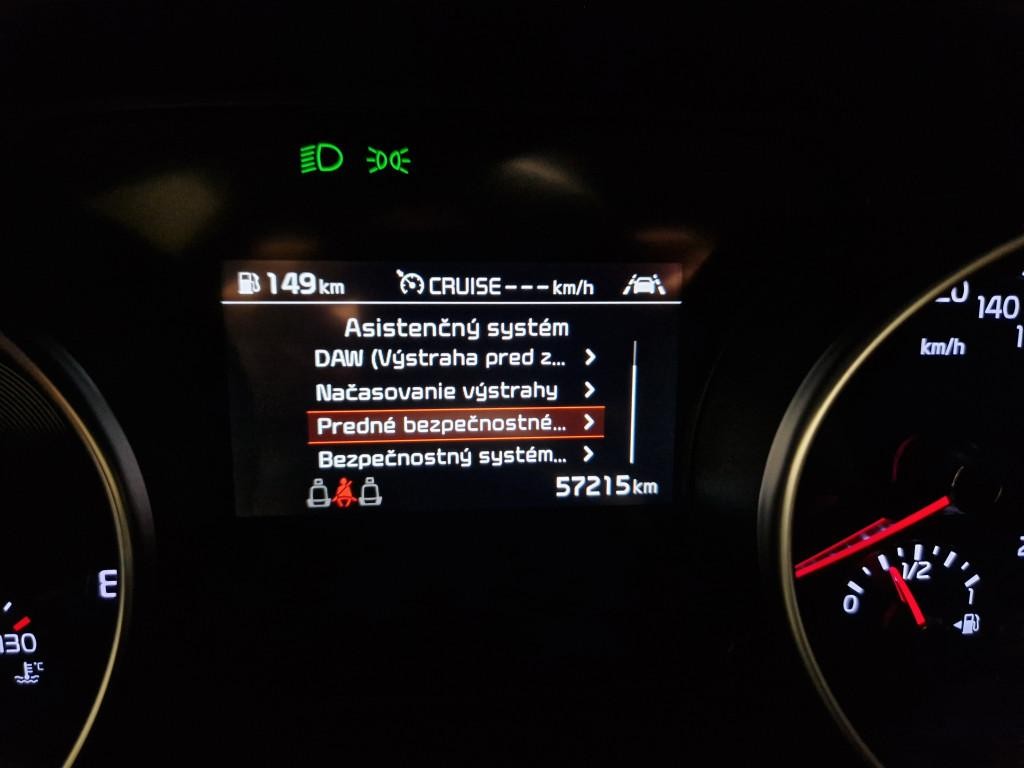 149km
CRUISE---km/h
Asistenčný systém
DAW (Výstraha pred z...
Načasovanie výstrahy
Predné bezpečnostné...
Bezpečnostný systém...
57215km
130
°C
140
km/h
0
1/2
1